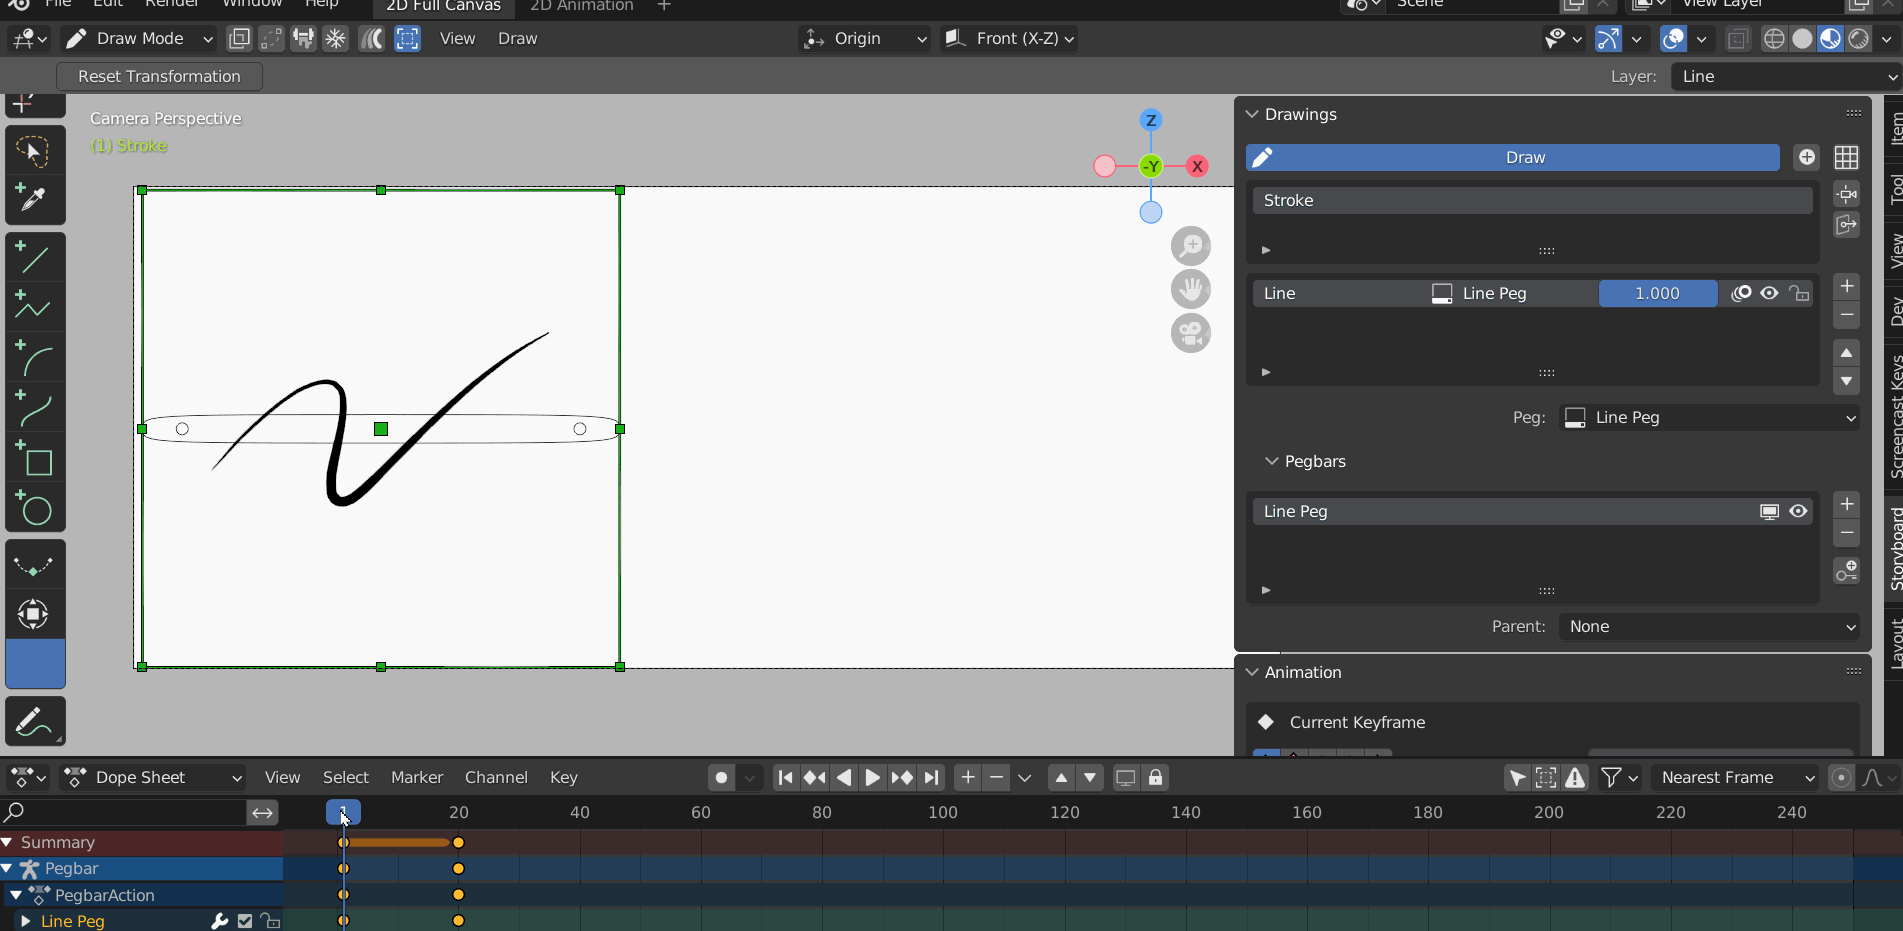 File Edit Render Window Help 2D Full Canvas 2D Animation + Scene View Layer
Draw Mode View Draw Origin Front (X-Z)
Reset Transformation Layer: Line
Camera Perspective
(1) Stroke
Z
-Y X
Drawings
Draw
Stroke
Line Line Peg 1.000
Peg: Line Peg
Pegbars
Line Peg
Parent: None
Animation
Current Keyframe
Item
Tool
View
Dev
Screencast Keys
Storyboard
Layout
Dope Sheet View Select Marker Channel Key Nearest Frame
1 20 40 60 80 100 120 140 160 180 200 220 240
Summary
Pegbar
PegbarAction
Line Peg